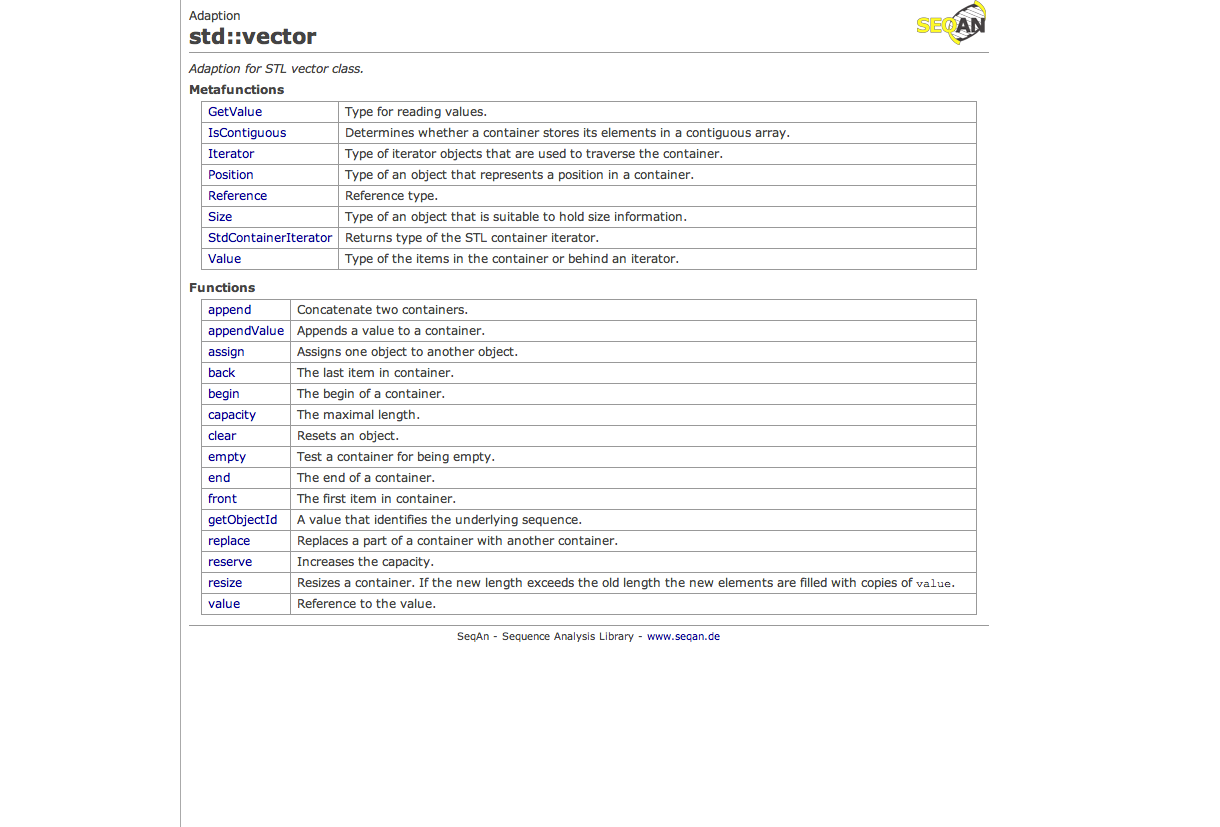 Adaption
std::vector
SEQAN
Adaption for STL vector class.
Metafunctions
GetValue Type for reading values.
IsContiguous Determines whether a container stores its elements in a contiguous array.
Iterator Type of iterator objects that are used to traverse the container.
Position Type of an object that represents a position in a container.
Reference Reference type.
Size Type of an object that is suitable to hold size information.
StdContainerIterator Returns type of the STL container iterator.
Value Type of the items in the container or behind an iterator.
Functions
append Concatenate two containers.
appendValue Appends a value to a container.
assign Assigns one object to another object.
back The last item in container.
begin The begin of a container.
capacity The maximal length.
clear Resets an object.
empty Test a container for being empty.
end The end of a container.
front The first item in container.
getObjectId A value that identifies the underlying sequence.
replace Replaces a part of a container with another container.
reserve Increases the capacity.
resize Resizes a container. If the new length exceeds the old length the new elements are filled with copies of value.
value Reference to the value.
SeqAn - Sequence Analysis Library - www.seqan.de